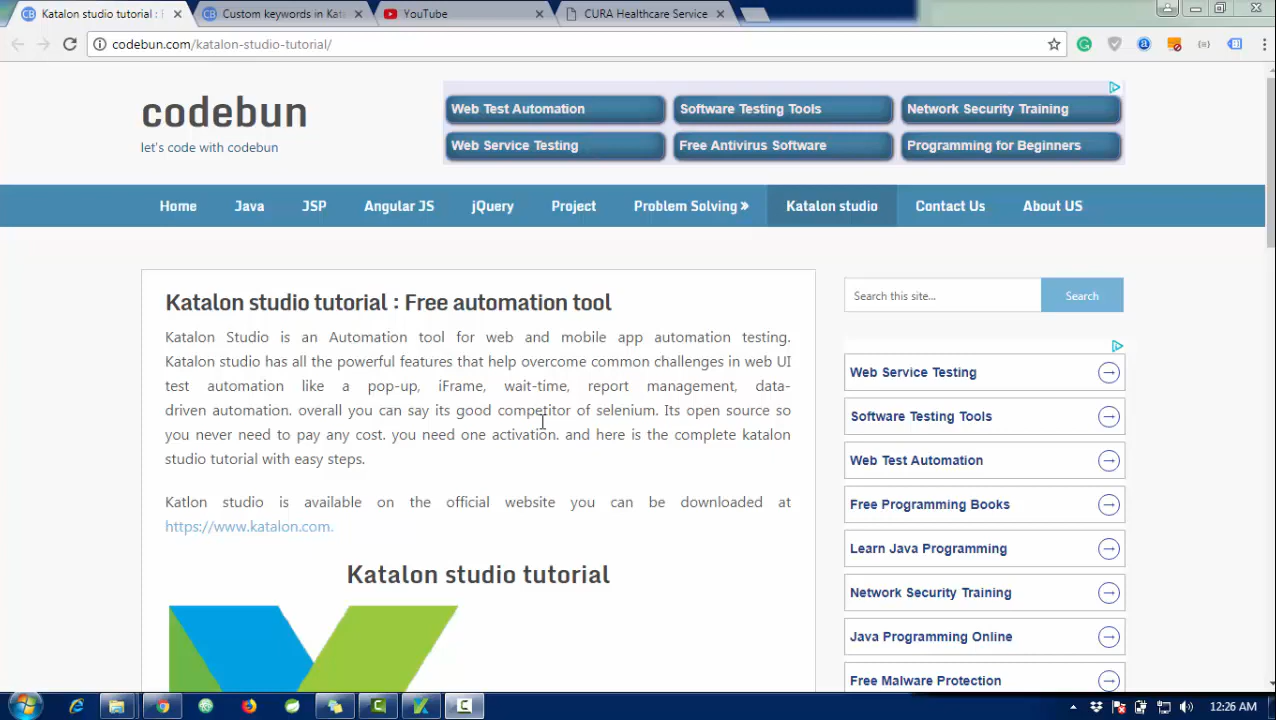 Katalon studio tutorial :
Custom keywords in Kata
YouTube
CURA Healthcare Service
codebun.com/katalon-studio-tutorial/
codebun
let's code with codebun
Web Test Automation
Software Testing Tools
Network Security Training
Web Service Testing
Free Antivirus Software
Programming for Beginners
Home
Java
JSP
Angular JS
jQuery
Project
Problem Solving »
Katalon studio
Contact Us
About US
Katalon studio tutorial : Free automation tool
Katalon Studio is an Automation tool for web and mobile app automation testing.
Katalon studio has all the powerful features that help overcome common challenges in web UI
test automation like a pop-up, iFrame, wait-time, report management, data-
driven automation. overall you can say its good competitor of selenium. Its open source so
you never need to pay any cost. you need one activation. and here is the complete katalon
studio tutorial with easy steps.
Katlon studio is available on the official website you can be downloaded at
https://www.katalon.com.
Katalon studio tutorial
Search this site...
Search
Web Service Testing
Software Testing Tools
Web Test Automation
Free Programming Books
Learn Java Programming
Network Security Training
Java Programming Online
Free Malware Protection
12:26 AM